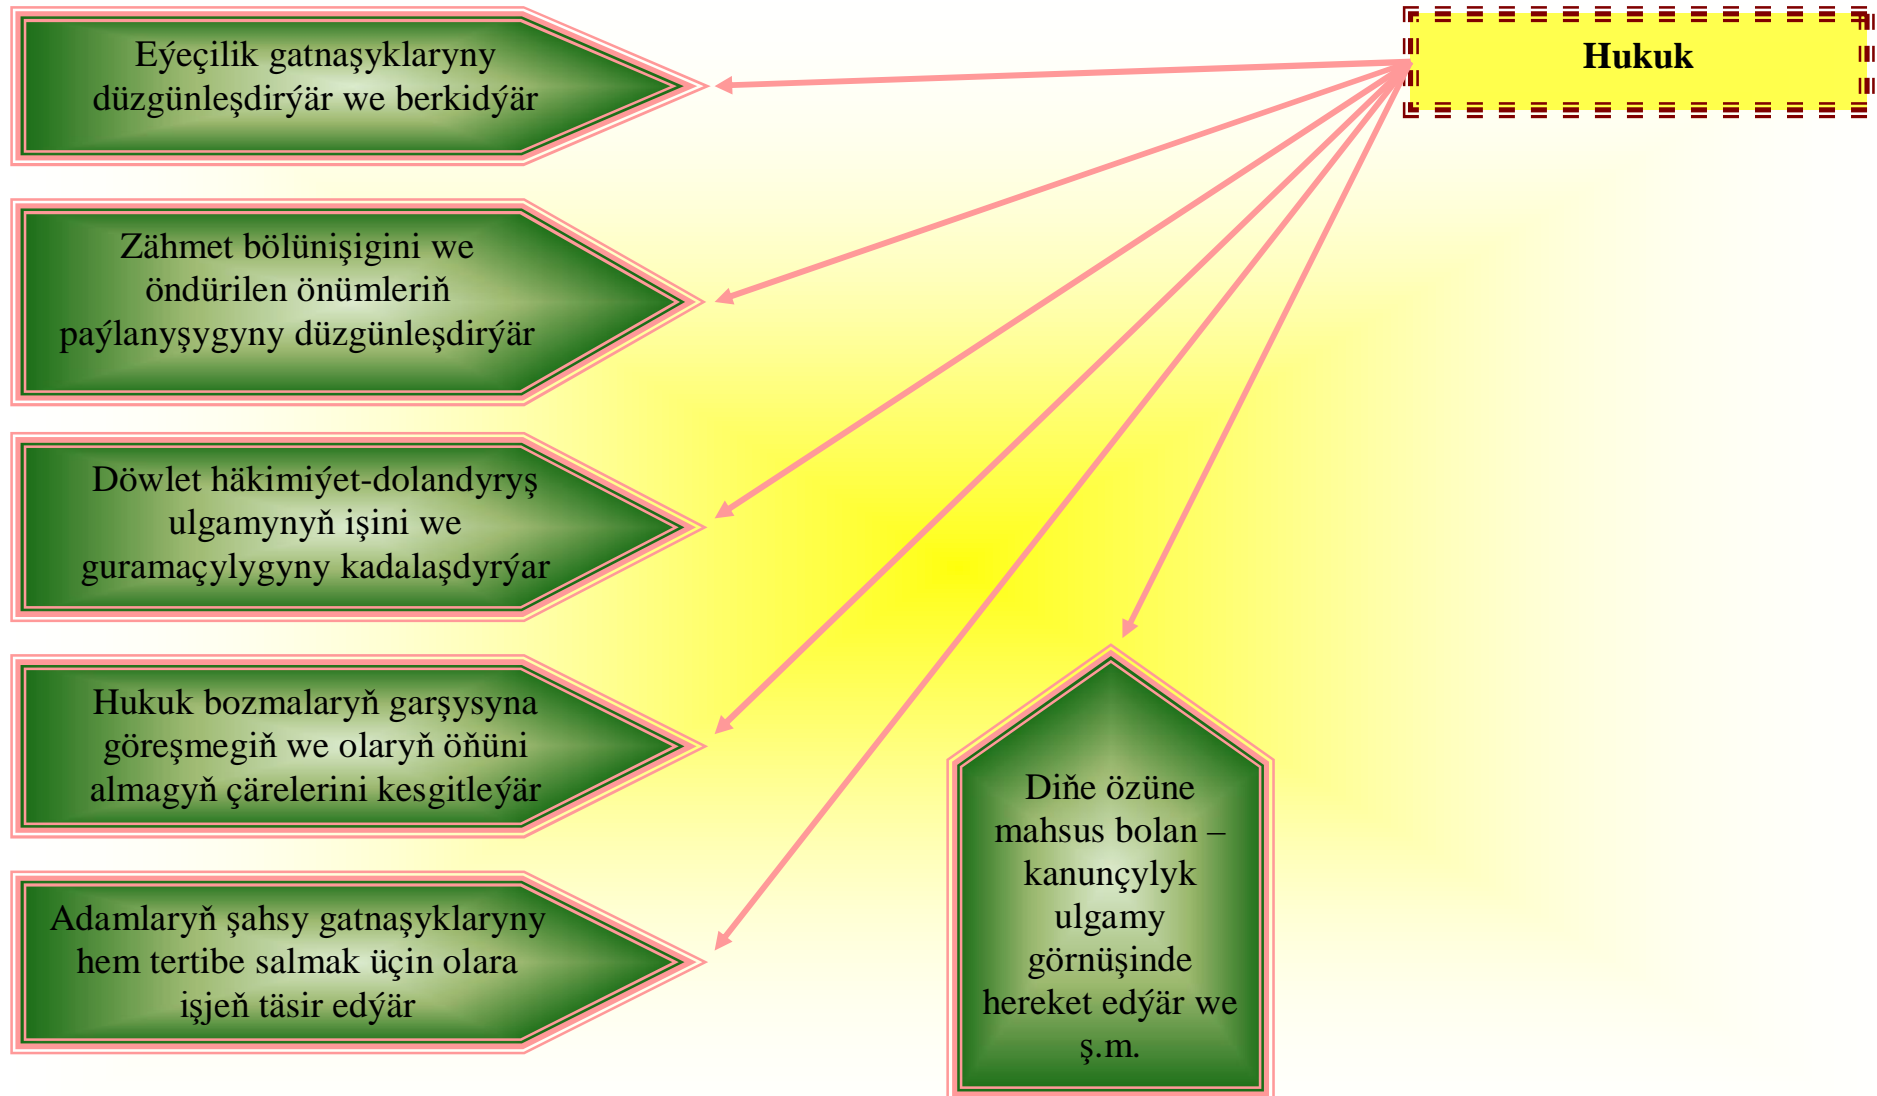 Hukuk
Eýeçilik gatnaşyklaryny
düzgünleşdirýär we berkidýär
Zähmet bölünişigini we
öndürilen önümleriň
paýlanyşygyny düzgünleşdirýär
Döwlet häkimiýet-dolandyryş
ulgamynyň işini we
guramaçylygyny kadalaşdyrýar
Hukuk bozmalaryň garşysyna
göreşmegiň we olaryň öňüni
almagyň çärelerini kesgitleýär
Adamlaryň şahsy gatnaşyklaryny
hem tertibe salmak üçin olara
işjeň täsir edýär
Diňe özüne
mahsus bolan –
kanunçylyk
ulgamy
görnüşinde
hereket edýär we
ş.m.